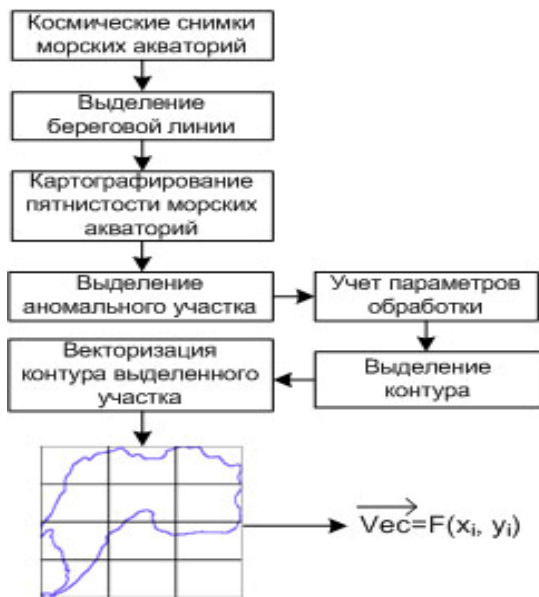 Космические снимки
морских акваторий
Выделение
береговой линии
Картографирование
пятнистости морских
акваторий
Выделение
аномального участка
Учет параметров
обработки
Выделение
контура
Векторизация
контура выделенного
участка
Vec=F(xᵢ, yᵢ)